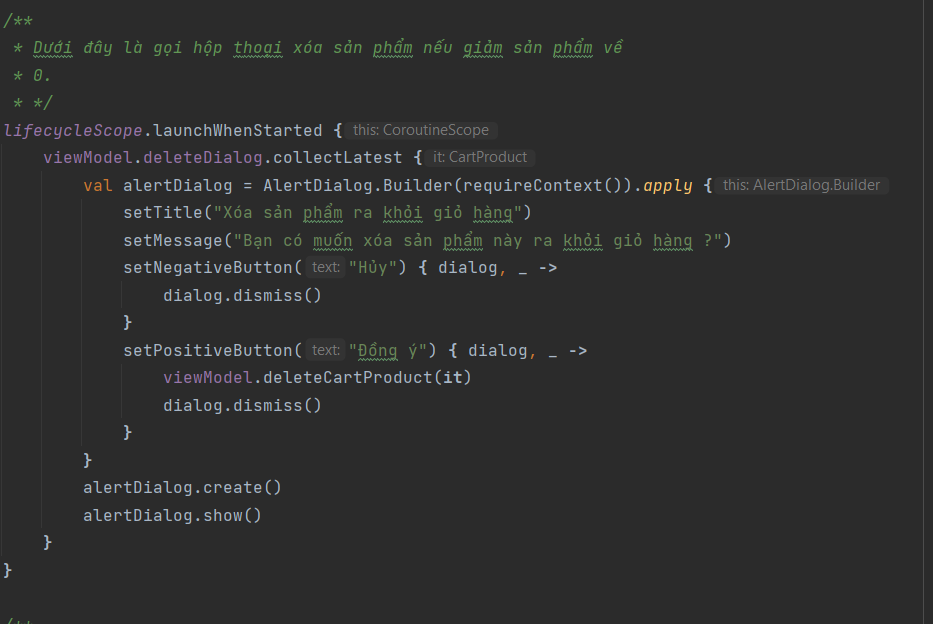 /**
* Dưới đây là gọi hộp thoại xóa sản phẩm nếu giảm sản phẩm về
* 0.
* */
lifecycleScope.launchWhenStarted { this: CoroutineScope
viewModel.deleteDialog.collectLatest { it: CartProduct
val alertDialog = AlertDialog.Builder(requireContext()).apply { this: AlertDialog.Builder
setTitle("Xóa sản phẩm ra khỏi giỏ hàng")
setMessage("Bạn có muốn xóa sản phẩm này ra khỏi giỏ hàng ?")
setNegativeButton( text: "Hủy") { dialog, _ ->
dialog.dismiss()
}
setPositiveButton( text: "Đồng ý") { dialog, _ ->
viewModel.deleteCartProduct(it)
dialog.dismiss()
}
}
alertDialog.create()
alertDialog.show()
}
}